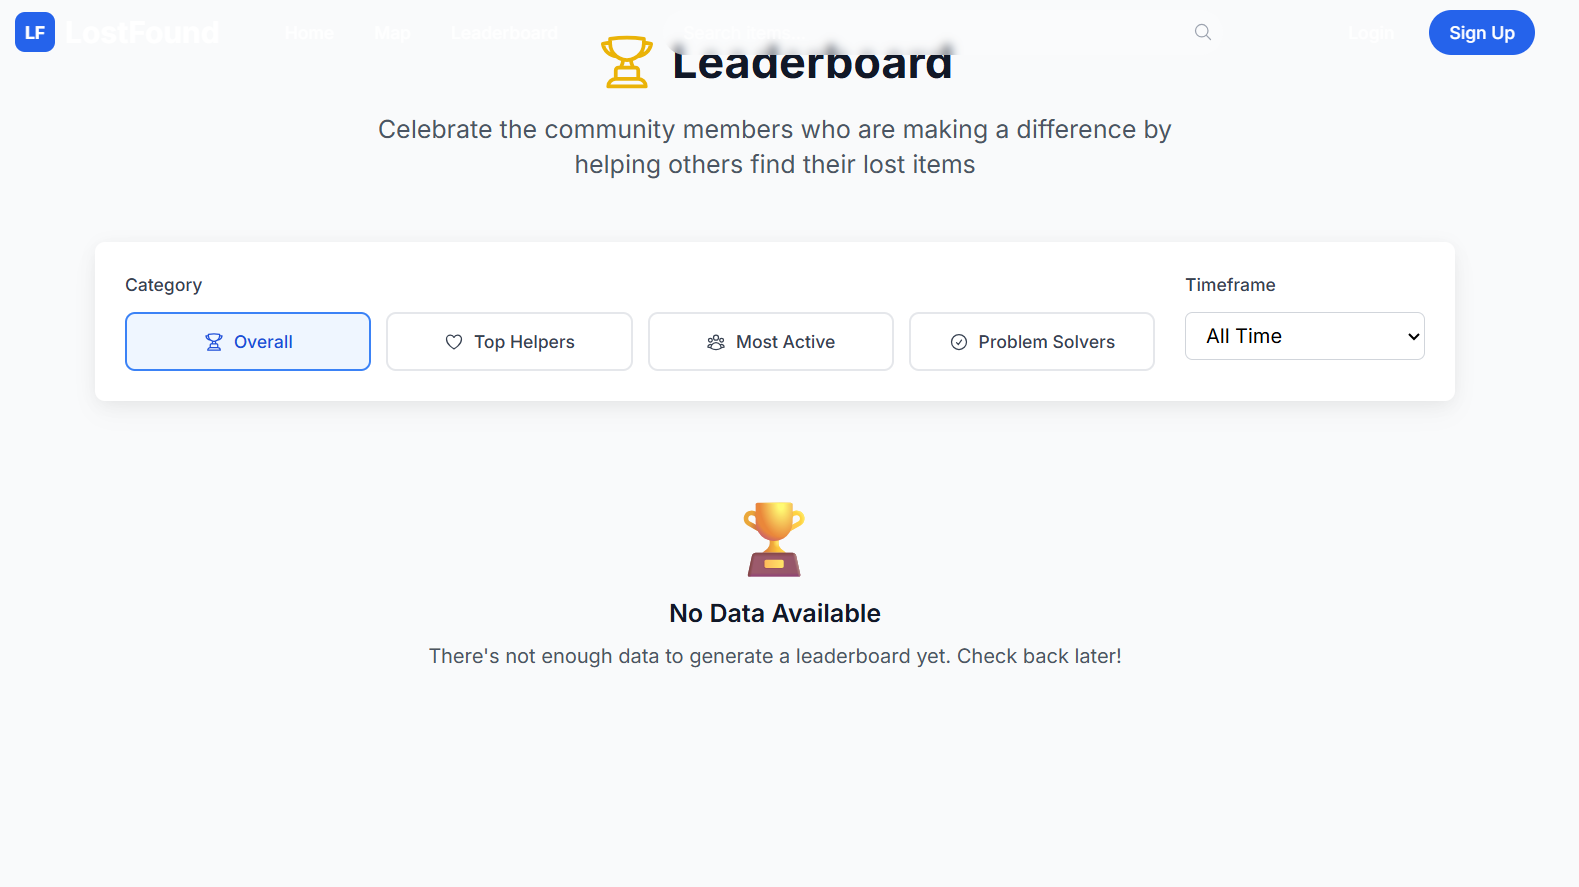 LF LostFound Home Map Leaderboard Login Sign Up
Leaderboard
Celebrate the community members who are making a difference by
helping others find their lost items
Category
Timeframe
Overall
Top Helpers
Most Active
Problem Solvers
All Time
No Data Available
There's not enough data to generate a leaderboard yet. Check back later!